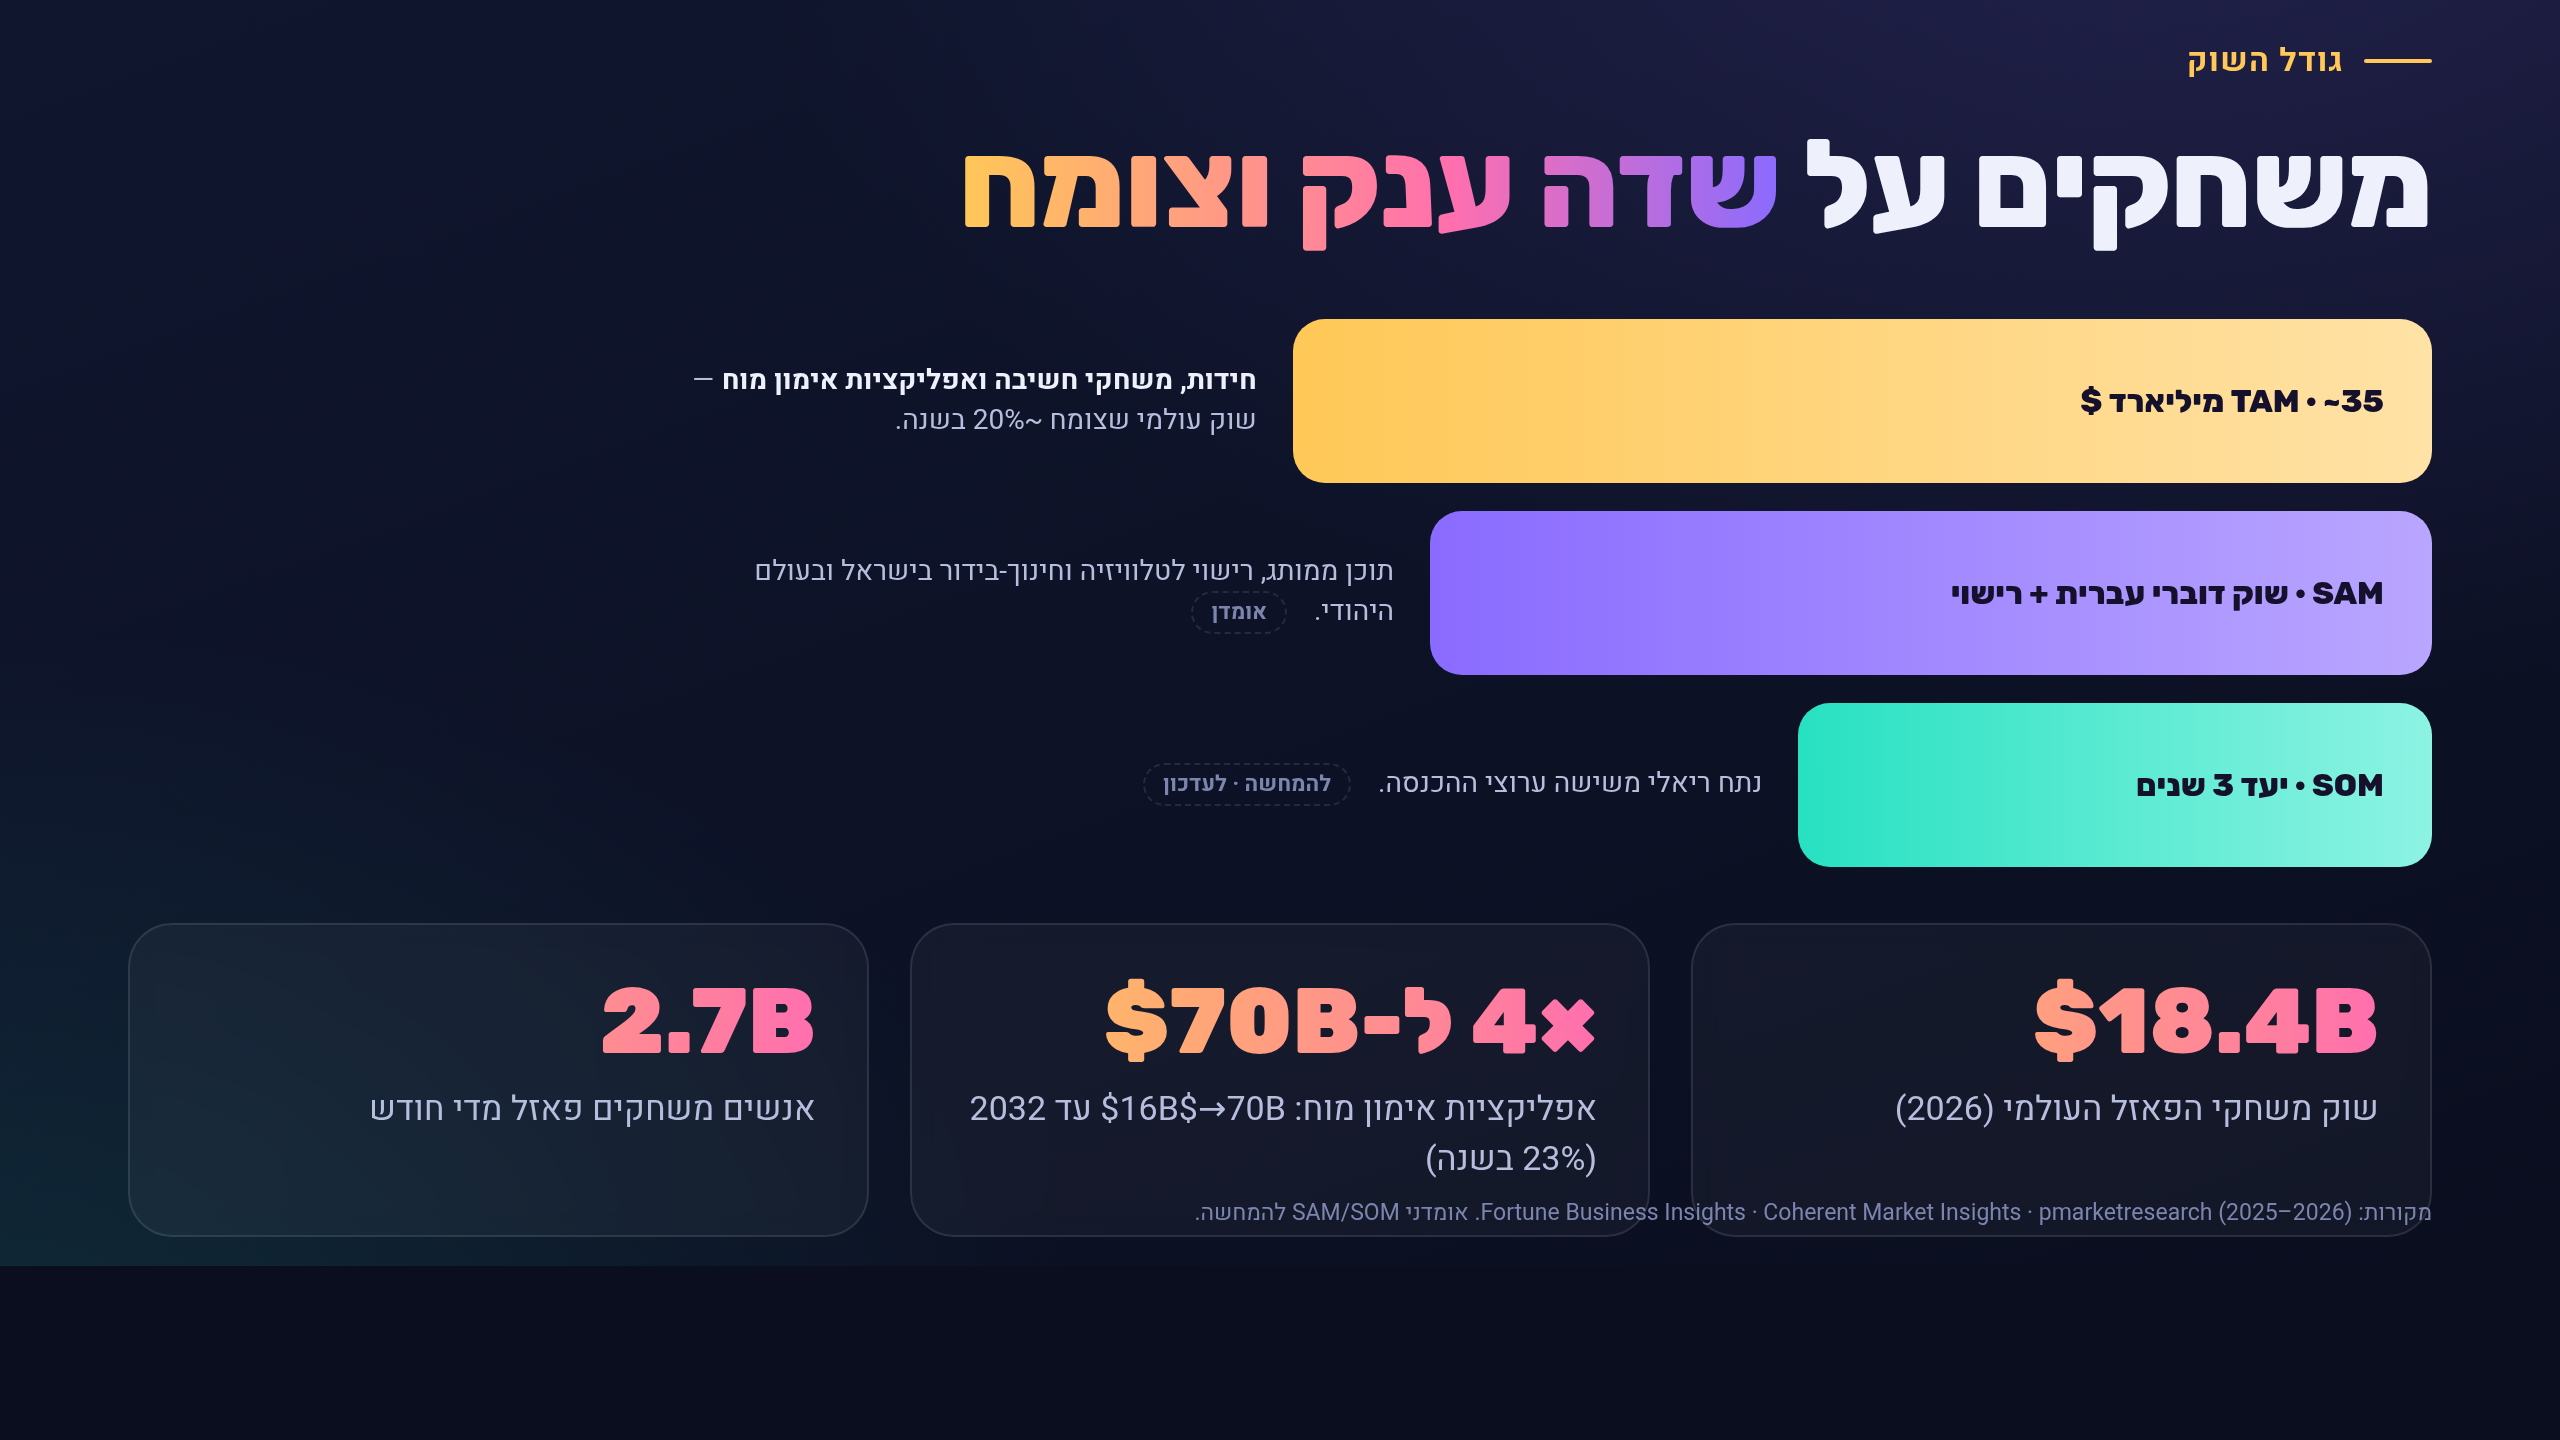 גודל השוק
משחקים על שדה ענק וצומח
TAM • ~35 מיליארד $
חידות, משחקי חשיבה ואפליקציות אימון מוח –
שוק עולמי שצומח ~20% בשנה.
SAM • שוק דוברי עברית + רישוי
תוכן ממותג, רישוי לטלוויזיה וחינוך-בידור בישראל ובעולם
היהודי. אומדן
SOM • יעד 3 שנים
נתח ריאלי משישה ערוצי ההכנסה. להמחשה · לעדכון
$18.4B
שוק משחקי הפאזל העולמי (2026)
×4 ל-$70B
אפליקציות אימון מוח: $16B$→70B עד 2032
(23% בשנה)
2.7B
אנשים משחקים פאזל מדי חודש
מקורות: Fortune Business Insights · Coherent Market Insights · pmarketresearch (2025–2026). אומדני SAM/SOM להמחשה.